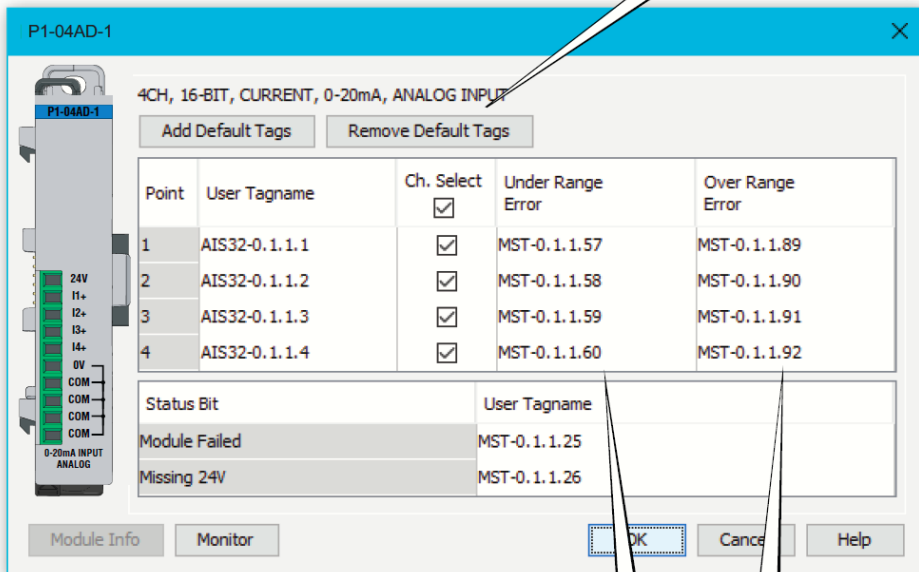 P1-04AD-1
P1-04AD-1
4CH, 16-BIT, CURRENT, 0-20mA, ANALOG INPUT
Add Default Tags Remove Default Tags
Point User Tagname Ch. Select Under Range Error Over Range Error
1 AIS32-0.1.1.1 MST-0.1.1.57 MST-0.1.1.89
2 AIS32-0.1.1.2 MST-0.1.1.58 MST-0.1.1.90
3 AIS32-0.1.1.3 MST-0.1.1.59 MST-0.1.1.91
4 AIS32-0.1.1.4 MST-0.1.1.60 MST-0.1.1.92
Status Bit User Tagname
Module Failed MST-0.1.1.25
Missing 24V MST-0.1.1.26
24V
I1+
I2+
I3+
I4+
0V
COM
COM
COM
COM
0-20mA INPUT
ANALOG
Module Info Monitor OK Cancel Help